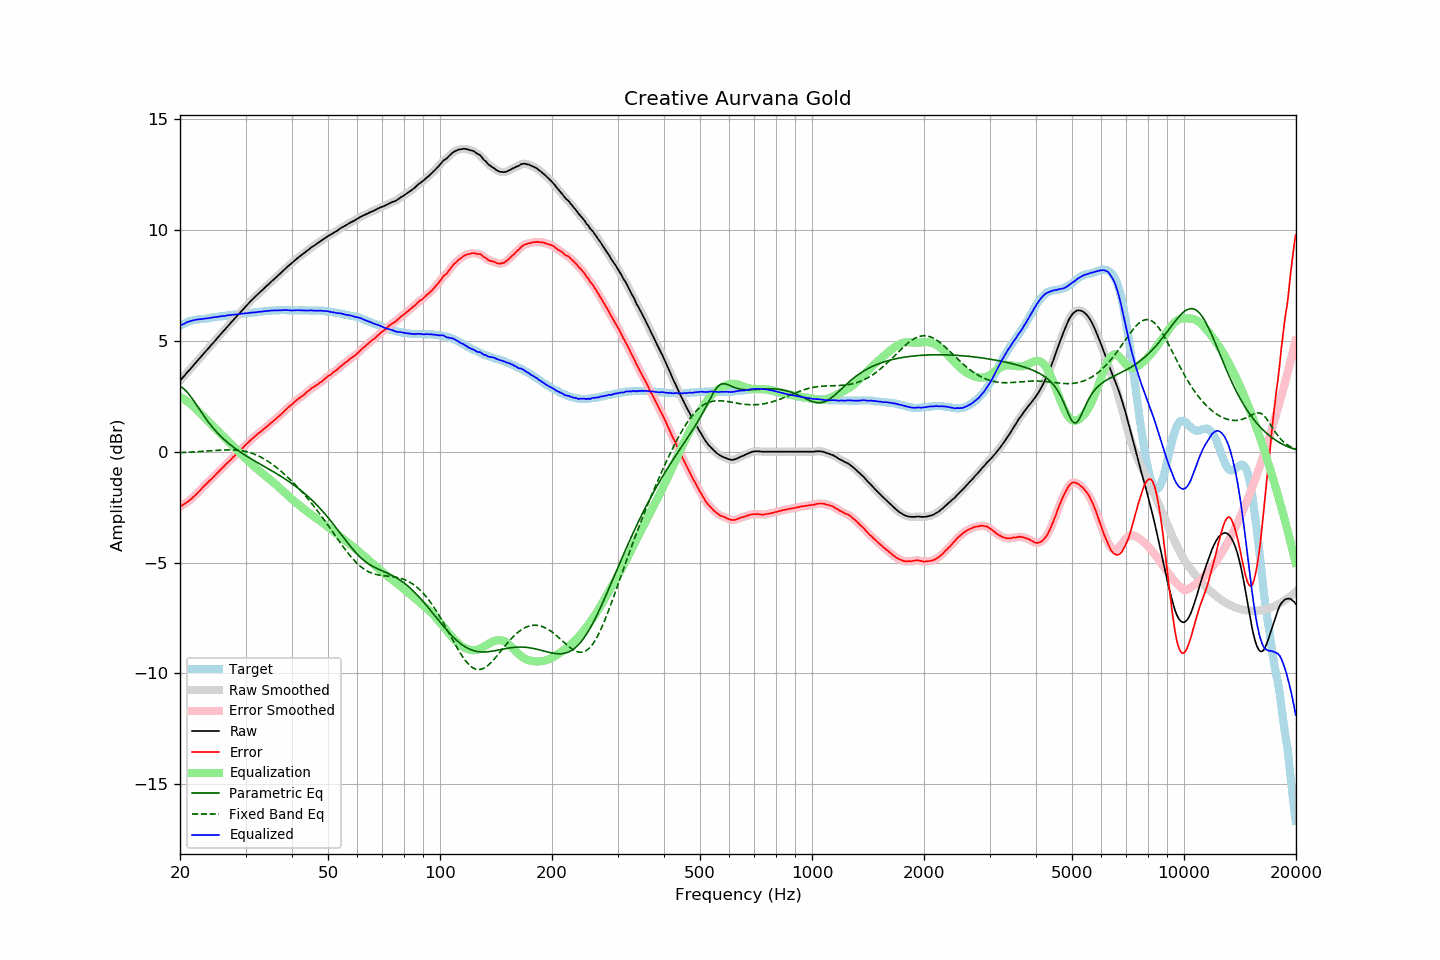 Creative Aurvana Gold
Amplitude (dBr)
15
10
5
0
−5
−10
−15
Target
Raw Smoothed
Error Smoothed
Raw
Error
Equalization
Parametric Eq
Fixed Band Eq
Equalized
20 50 100 200 500 1000 2000 5000 10000 20000
Frequency (Hz)